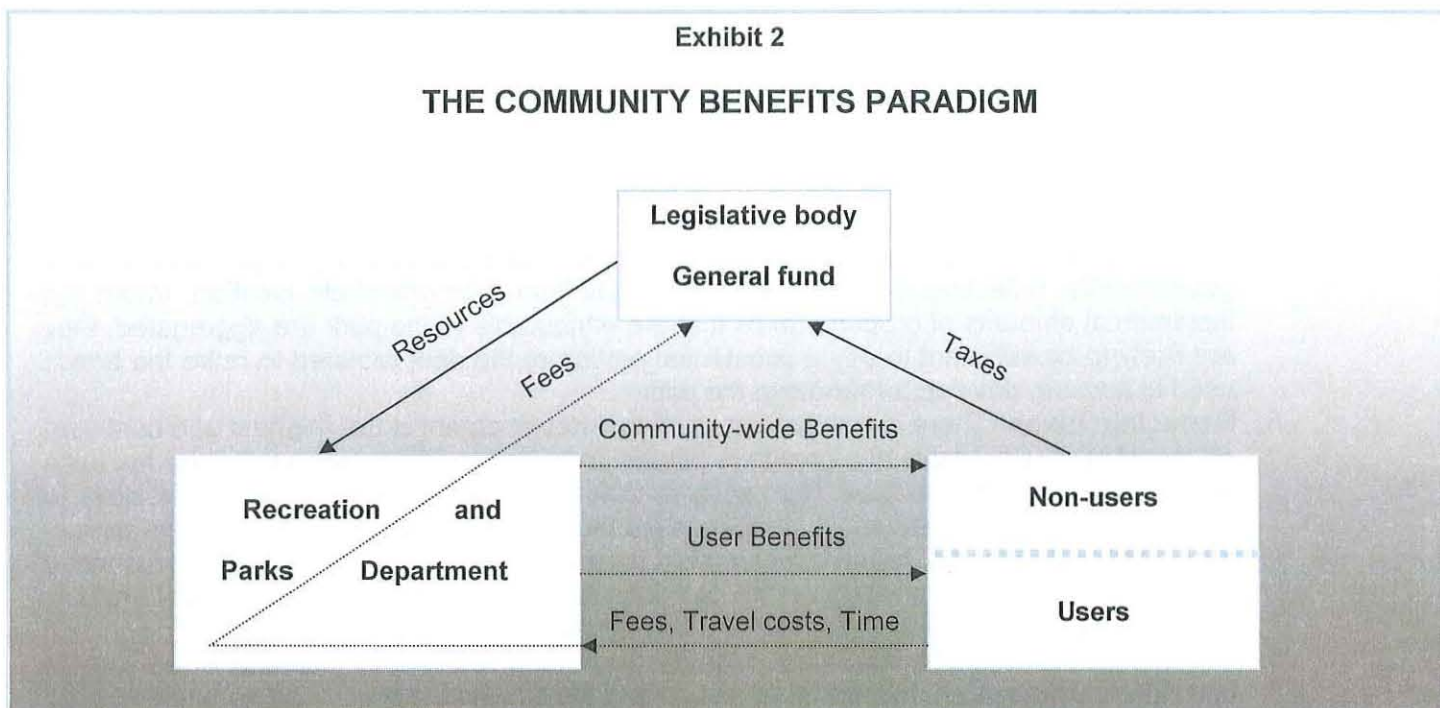 Exhibit 2
THE COMMUNITY BENEFITS PARADIGM
Legislative body
General fund
Resources
Fees
Taxes
Community-wide Benefits
Recreation and
Parks Department
Non-users
User Benefits
Users
Fees, Travel costs, Time